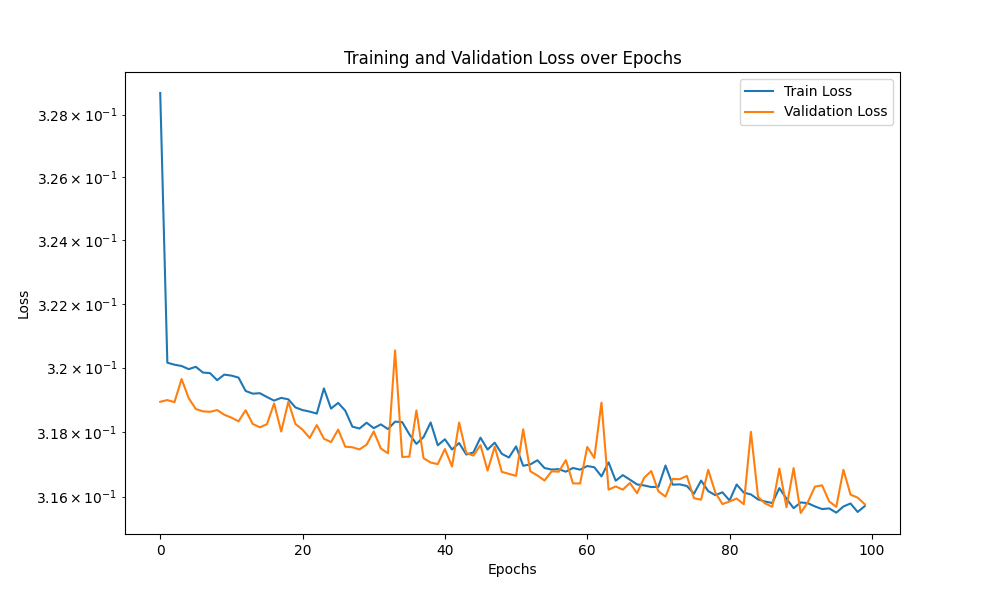 Training and Validation Loss over Epochs
Train Loss
Validation Loss
3.28 × 10⁻¹
3.26 × 10⁻¹
3.24 × 10⁻¹
3.22 × 10⁻¹
3.2 × 10⁻¹
3.18 × 10⁻¹
3.16 × 10⁻¹
Loss
0 20 40 60 80 100
Epochs